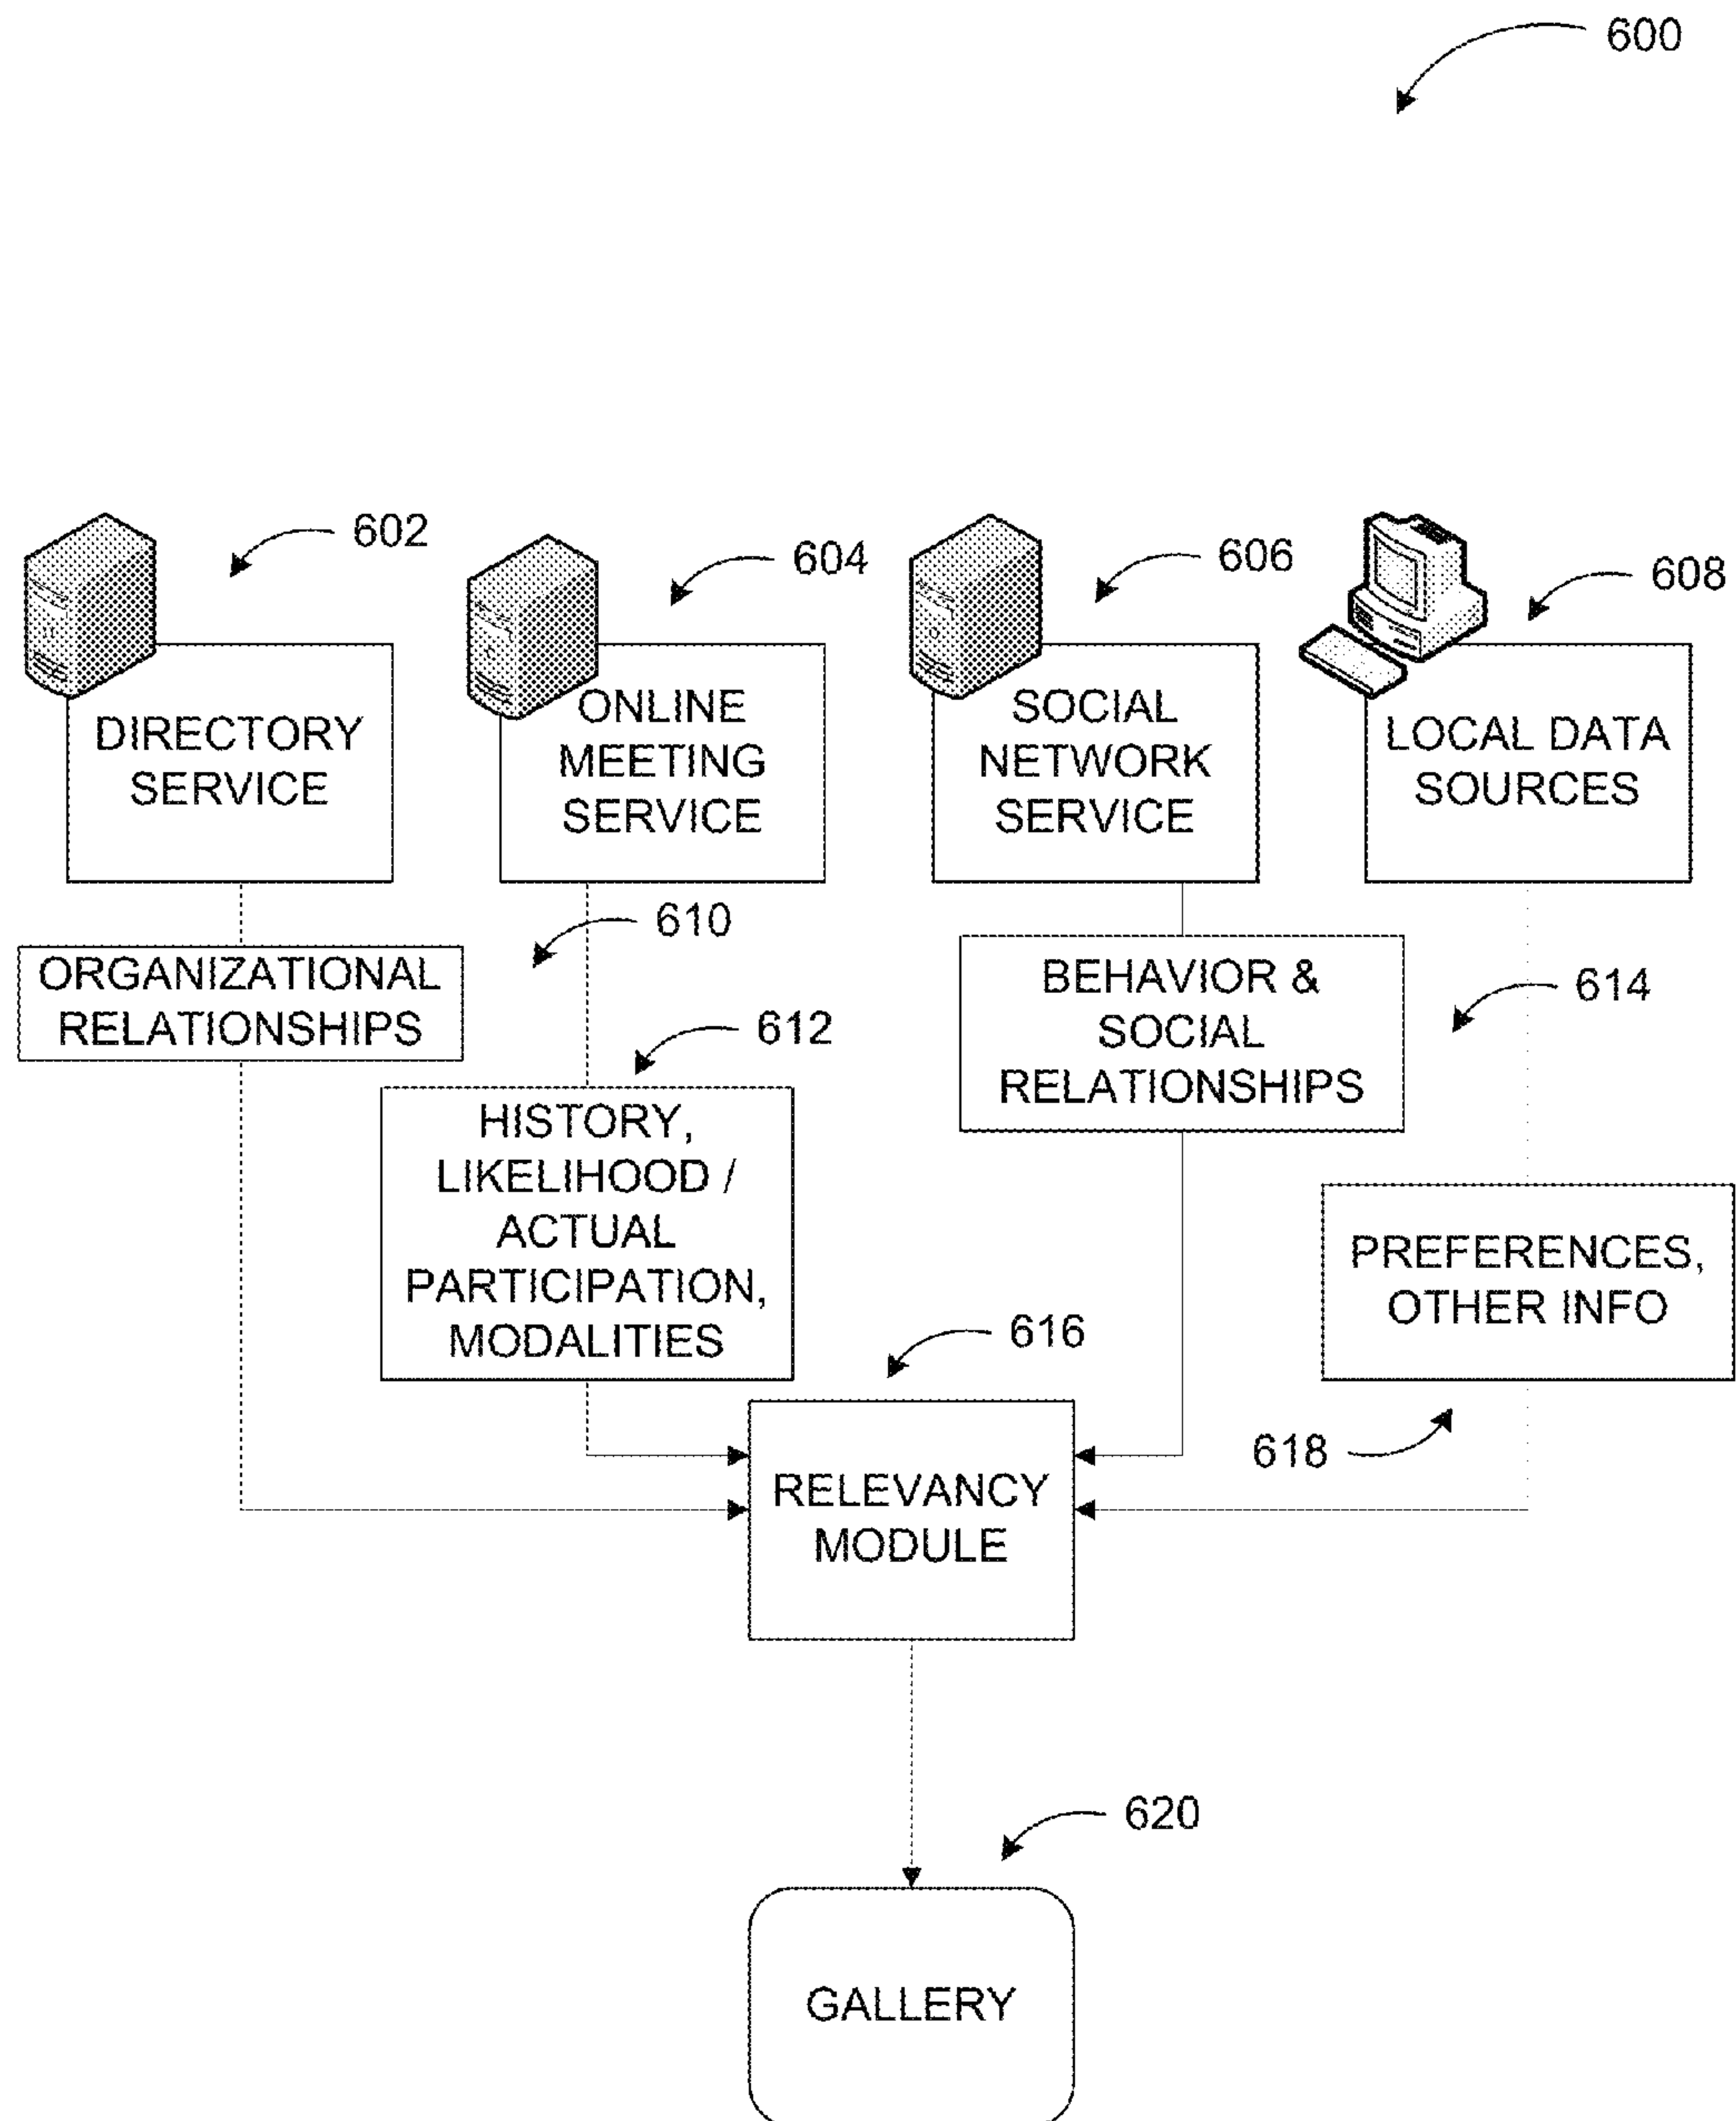 600
602
604
606
608
DIRECTORY
SERVICE
ONLINE
MEETING
SERVICE
SOCIAL
NETWORK
SERVICE
LOCAL DATA
SOURCES
610
ORGANIZATIONAL
RELATIONSHIPS
612
HISTORY,
LIKELIHOOD /
ACTUAL
PARTICIPATION,
MODALITIES
BEHAVIOR &
SOCIAL
RELATIONSHIPS
614
PREFERENCES,
OTHER INFO
616
618
RELEVANCY
MODULE
620
GALLERY